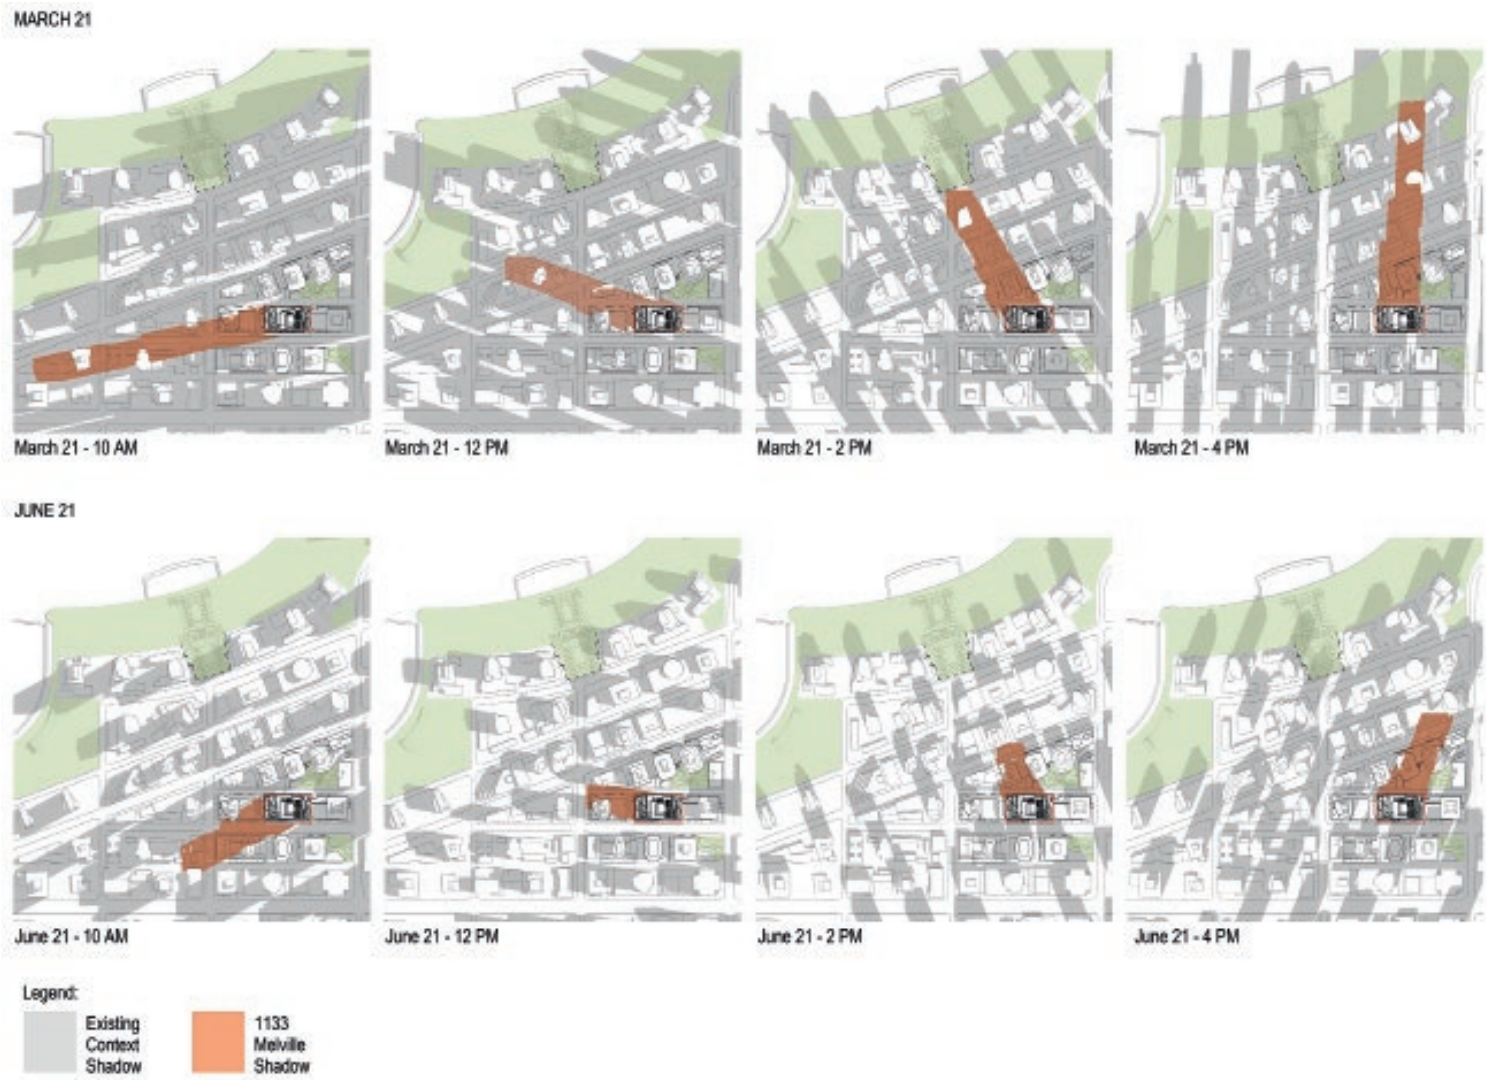 MARCH 21
March 21 - 10 AM
March 21 - 12 PM
March 21 - 2 PM
March 21 - 4 PM
JUNE 21
June 21 - 10 AM
June 21 - 12 PM
June 21 - 2 PM
June 21 - 4 PM
Legend:
Existing
Context
Shadow
1133
Melville
Shadow